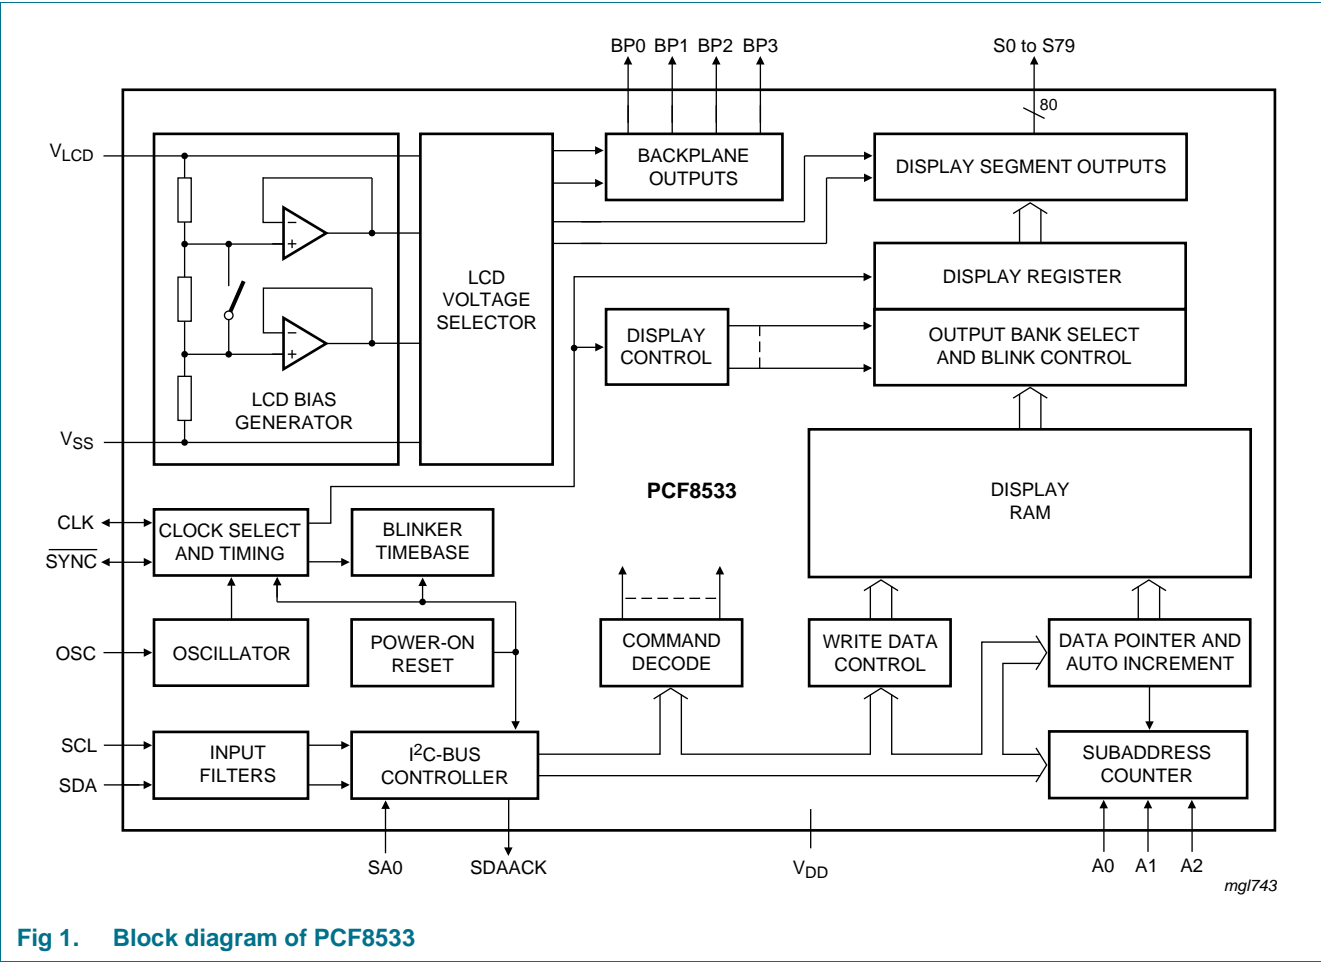 BP0 BP1 BP2 BP3
S0 to S79
80
VLCD
BACKPLANE
OUTPUTS
DISPLAY SEGMENT OUTPUTS
−
+
LCD
VOLTAGE
SELECTOR
DISPLAY REGISTER
−
+
DISPLAY
CONTROL
OUTPUT BANK SELECT
AND BLINK CONTROL
LCD BIAS
GENERATOR
VSS
PCF8533
DISPLAY
RAM
CLK
SYNC
CLOCK SELECT
AND TIMING
BLINKER
TIMEBASE
OSC
OSCILLATOR
POWER-ON
RESET
COMMAND
DECODE
WRITE DATA
CONTROL
DATA POINTER AND
AUTO INCREMENT
SCL
SDA
INPUT
FILTERS
I2C-BUS
CONTROLLER
SUBADDRESS
COUNTER
SA0
SDAACK
VDD
A0 A1 A2
mgl743
Fig 1. Block diagram of PCF8533